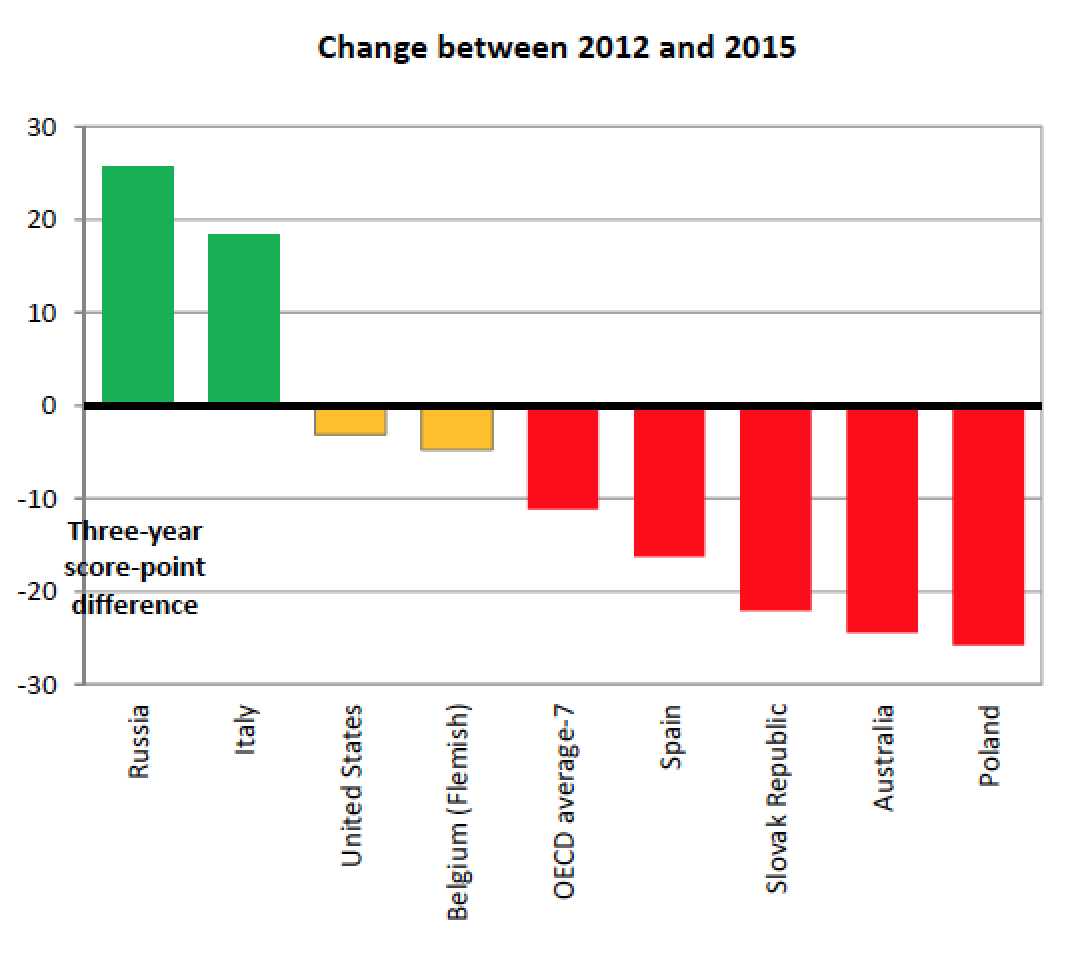 Change between 2012 and 2015
30
20
10
0
-10
-20
-30
Three-year
score-point
difference
Russia
Italy
United States
Belgium (Flemish)
OECD average-7
Spain
Slovak Republic
Australia
Poland